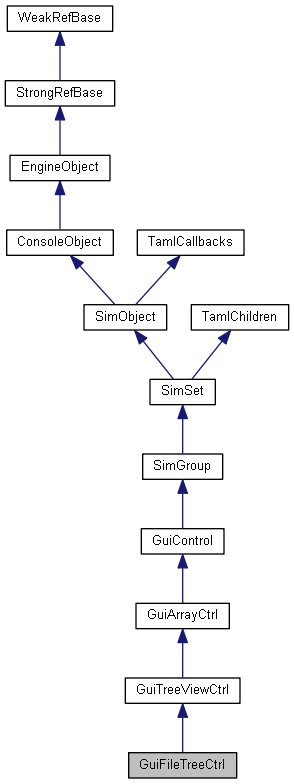 WeakRefBase
StrongRefBase
EngineObject
ConsoleObject
TamlCallbacks
SimObject
TamlChildren
SimSet
SimGroup
GuiControl
GuiArrayCtrl
GuiTreeViewCtrl
GuiFileTreeCtrl